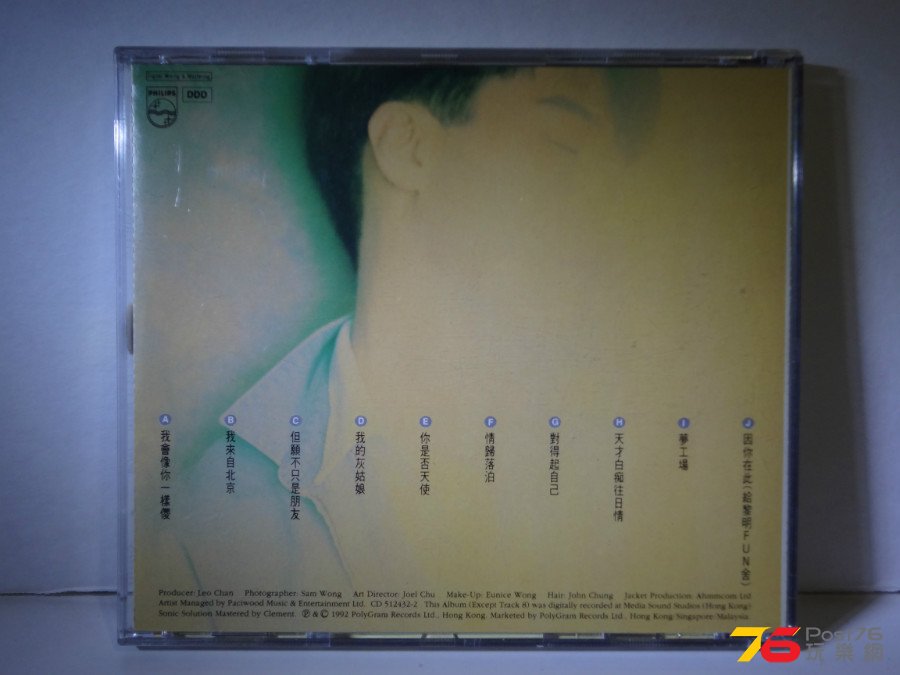 Digital Mixing & Mastering
PHILIPS
DDD
A 我會像你一樣傻
B 我來自北京
C 但願不只是朋友
D 我的灰姑娘
E 你是否天使
F 情歸落泊
G 對得起自己
H 天才白痴往日情
I 夢工場
J 因你在此(給黎明FUN舍)
Producer: Leo Chan Photographer: Sam Wong Art Director: Joel Chu Make-Up: Eunice Wong Hair: John Chung Jacket Production: Ahmmcom Ltd
Artist Managed by Paciwood Music & Entertainment Ltd. CD 512432-2 This Album (Except Track 8) was digitally recorded at Media Sound Studios (Hong Kong)
Sonic Solution Mastered by Clement. ℗ & © 1992 PolyGram Records Ltd., Hong Kong. Marketed by PolyGram Records Ltd., Hong Kong/Singapore/Malaysia.
76 Post76
玩樂網